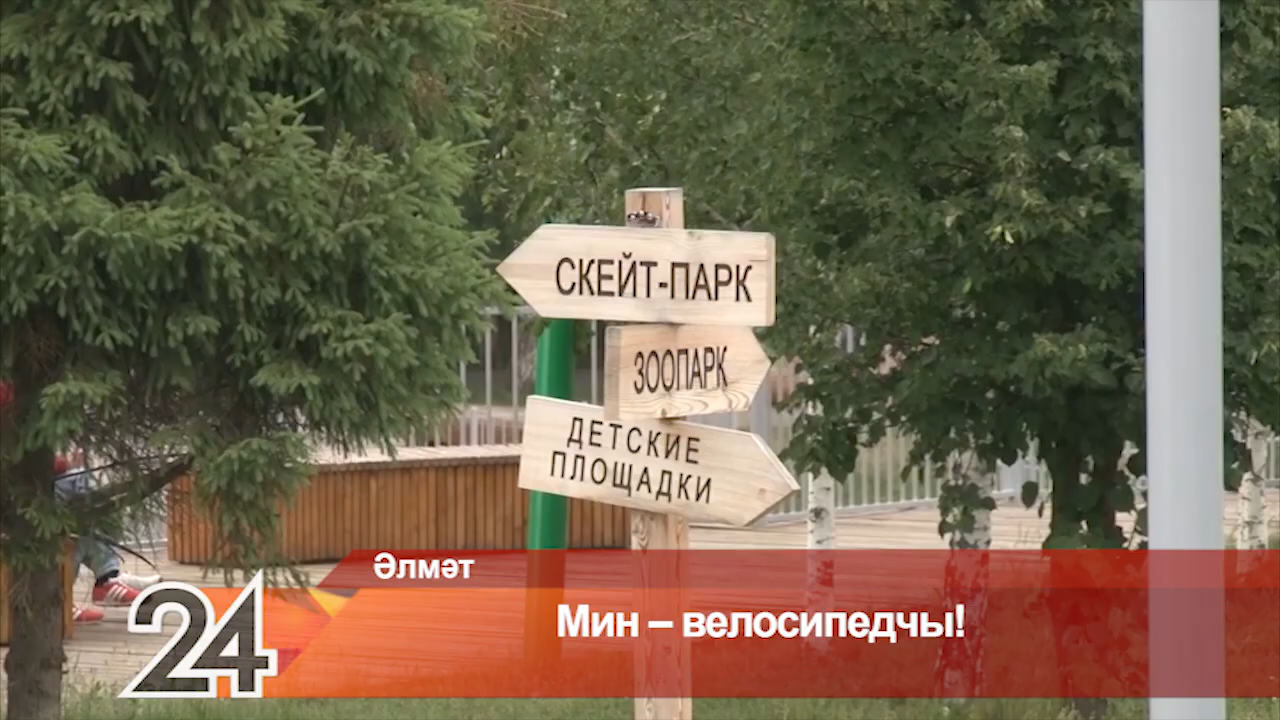 СКЕЙТ-ПАРК
ЗООПАРК
ДЕТСКИЕ
ПЛОЩАДКИ
Әлмәт
24
Мин – велосипедчы!